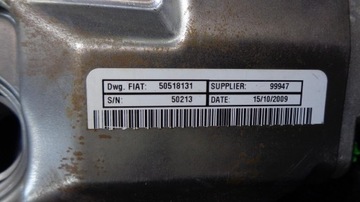 Dwg. FIAT: 50518131 SUPPLIER: 99947
S/N: 50213 DATE: 15/10/2009